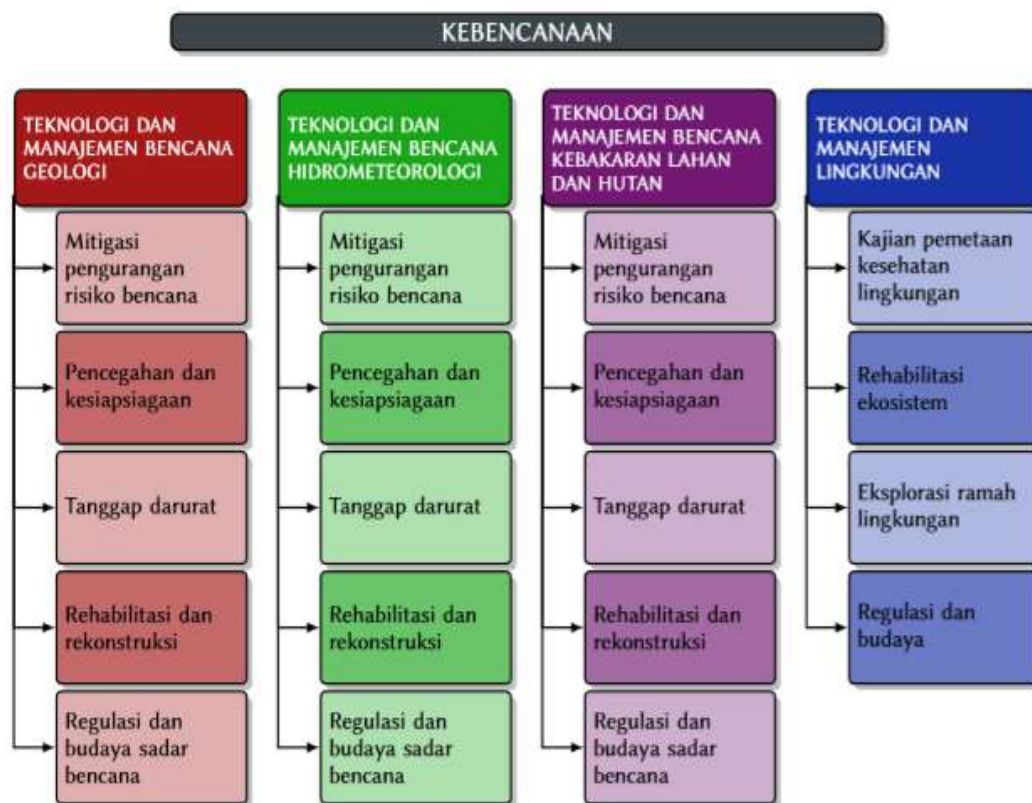 KEBENCANAAN
TEKNOLOGI DAN
MANAJEMEN BENCANA
GEOLOGI
Mitigasi
pengurangan
risiko bencana
Pencegahan dan
kesiapsiagaan
Tanggap darurat
Rehabilitasi dan
rekonstruksi
Regulasi dan
budaya sadar
bencana
TEKNOLOGI DAN
MANAJEMEN BENCANA
HIDROMETEOROLOGI
Mitigasi
pengurangan
risiko bencana
Pencegahan dan
kesiapsiagaan
Tanggap darurat
Rehabilitasi dan
rekonstruksi
Regulasi dan
budaya sadar
bencana
TEKNOLOGI DAN
MANAJEMEN BENCANA
KEBAKARAN LAHAN
DAN HUTAN
Mitigasi
pengurangan
risiko bencana
Pencegahan dan
kesiapsiagaan
Tanggap darurat
Rehabilitasi dan
rekonstruksi
Regulasi dan
budaya sadar
bencana
TEKNOLOGI DAN
MANAJEMEN
LINGKUNGAN
Kajian pemetaan
kesehatan
lingkungan
Rehabilitasi
ekosistem
Eksplorasi ramah
lingkungan
Regulasi dan
budaya